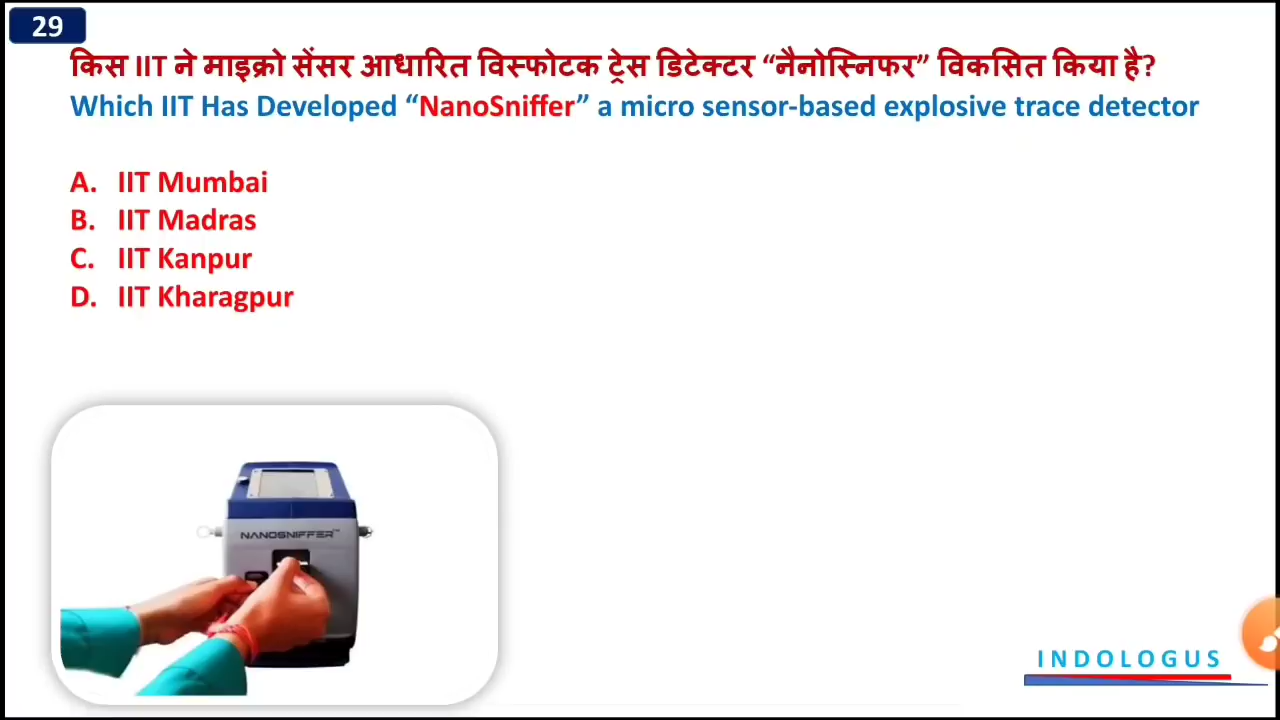 29
किस IIT ने माइक्रो सेंसर आधारित विस्फोटक ट्रेस डिटेक्टर “नैनोस्निफर” विकसित किया है?
Which IIT Has Developed “NanoSniffer” a micro sensor-based explosive trace detector
A. IIT Mumbai
B. IIT Madras
C. IIT Kanpur
D. IIT Kharagpur
NANOSNIFFER™
INDOLOGUS